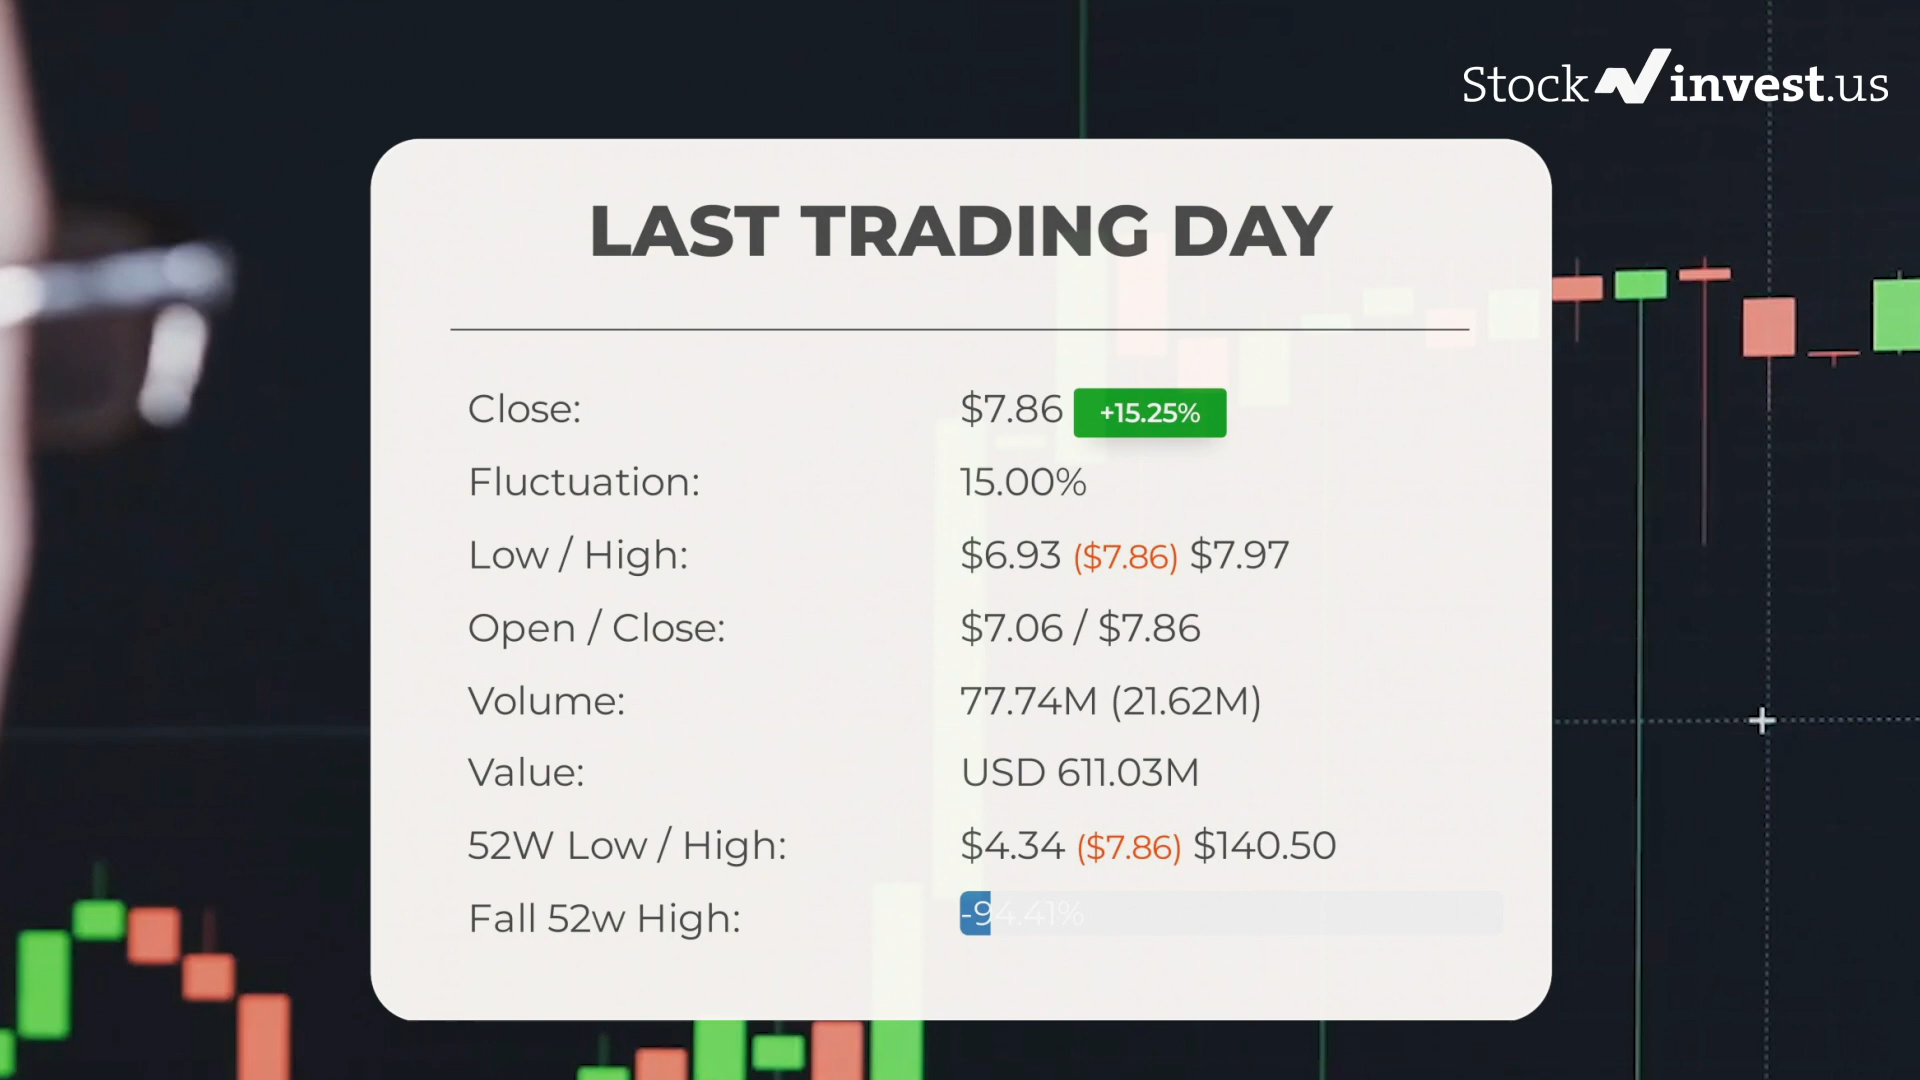 Stock invest.us
LAST TRADING DAY
Close: $7.86 +15.25%
Fluctuation: 15.00%
Low / High: $6.93 ($7.86) $7.97
Open / Close: $7.06 / $7.86
Volume: 77.74M (21.62M)
Value: USD 611.03M
52W Low / High: $4.34 ($7.86) $140.50
Fall 52w High: -94.41%